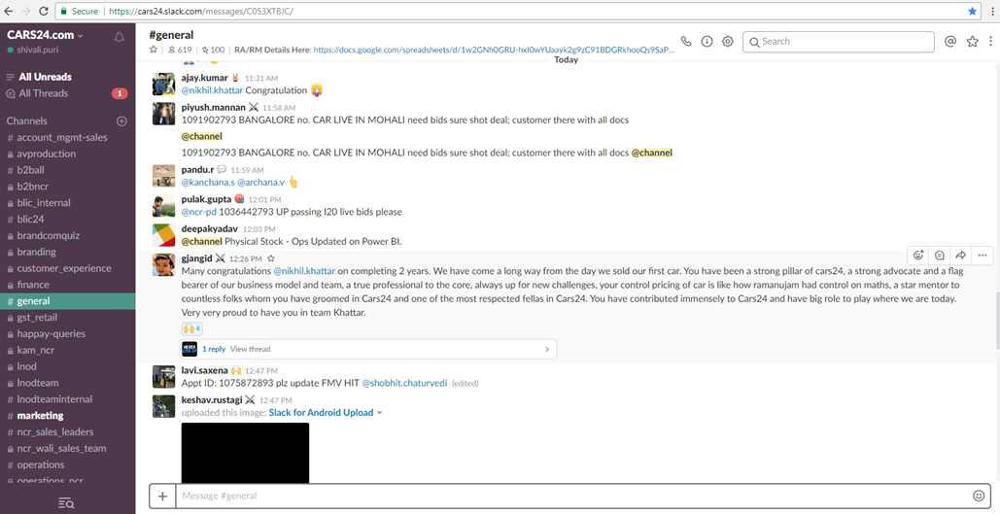 Secure https://cars24.slack.com/messages/C053XTBJC/
CARS24.com
shivali.puri
All Unreads
All Threads 1
Channels
# account_mgmt-sales
avproduction
# b2ball
# b2bncr
blic_internal
# blic24
brandcomquiz
branding
# customer_experience
finance
# general
gst_retail
# happay-queries
kam_ncr
lnod
lnodteam
lnodteaminternal
# marketing
ncr_sales_leaders
ncr_wali_sales_team
# operations
operations_ncr
#general
619 100 RA/RM Details Here: https://docs.google.com/spreadsheets/d/1w2GNh0GRU-hxI0wYUaayk2g9zC91BDGRkhooQs9SaP...
Search
Today
ajay.kumar 11:31 AM
@nikhil.khattar Congratulation
piyush.mannan 11:58 AM
1091902793 BANGALORE no. CAR LIVE IN MOHALI need bids sure shot deal; customer there with all docs
@channel
1091902793 BANGALORE no. CAR LIVE IN MOHALI need bids sure shot deal; customer there with all docs @channel
pandu.r 11:59 AM
@kanchana.s @archana.v
pulak.gupta 12:01 PM
@ncr-pd 1036442793 UP passing I20 live bids please
deepakyadav 12:03 PM
@channel Physical Stock - Ops Updated on Power BI.
gjangid 12:26 PM
Many congratulations @nikhil.khattar on completing 2 years. We have come a long way from the day we sold our first car. You have been a strong pillar of cars24, a strong advocate and a flag
bearer of our business model and team, a true professional to the core, always up for new challenges, your control pricing of car is like how ramanujam had control on maths, a star mentor to
countless folks whom you have groomed in Cars24 and one of the most respected fellas in Cars24. You have contributed immensely to Cars24 and have big role to play where we are today.
Very very proud to have you in team Khattar.
4
1 reply View thread
lavi.saxena 12:47 PM
Appt ID: 1075872893 plz update FMV HIT @shobhit.chaturvedi (edited)
keshav.rustagi 12:47 PM
uploaded this image: Slack for Android Upload
Message #general